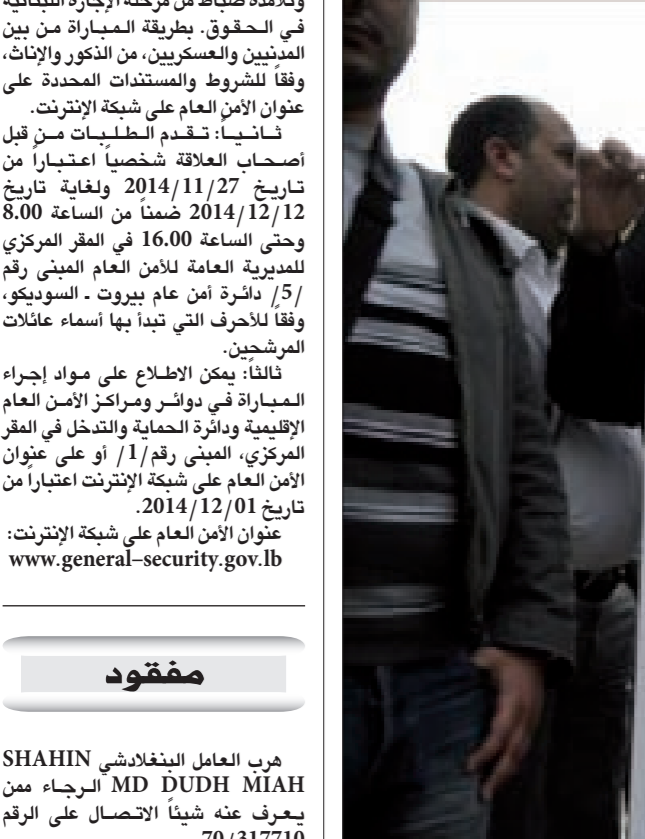 وتلامذة ضباط من مرحلة الإجازة اللبنانية
في الحقوق. بطريقة المباراة من بين
المدنيين والعسكريين، من الذكور والإناث،
وفقاً للشروط والمستندات المحددة على
عنوان الأمن العام على شبكة الإنترنت.
ثانياً: تقدم الطلبات من قبل
أصحاب العلاقة شخصياً اعتباراً من
تاريخ 2014/11/27 ولغاية تاريخ
2014/12/12 ضمناً من الساعة 8.00
وحتى الساعة 16.00 في المقر المركزي
للمديرية العامة للأمن العام المبنى رقم
/5/ دائرة أمن عام بيروت ـ السوديكو،
وفقاً للأحرف التي تبدأ بها أسماء عائلات
المرشحين.
ثالثاً: يمكن الاطلاع على مواد إجراء
المباراة في دوائر ومراكز الأمن العام
الإقليمية ودائرة الحماية والتدخل في المقر
المركزي، المبنى رقم/1/ أو على عنوان
الأمن العام على شبكة الإنترنت اعتباراً من
تاريخ 2014/12/01.
عنوان الأمن العام على شبكة الإنترنت:
www.general–security.gov.lb
مفقود
هرب العامل البنغلادشي SHAHIN
MD DUDH MIAH الرجاء ممن
يعرف عنه شيئاً الاتصال على الرقم
70/317710